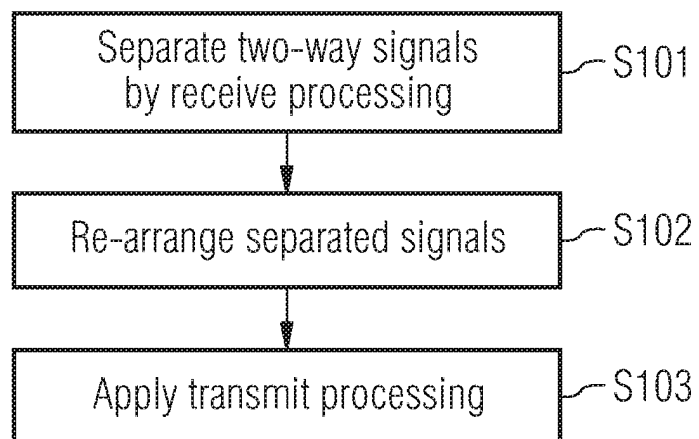 Separate two-way signals
by receive processing
S101
Re-arrange separated signals
S102
Apply transmit processing
S103